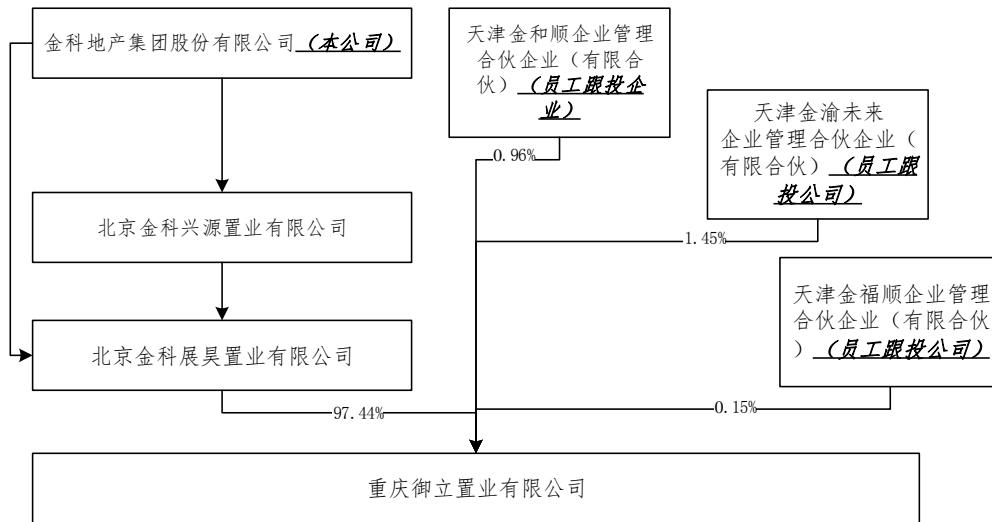 金科地产集团股份有限公司（本公司）
天津金和顺企业管理
合伙企业（有限合
伙）（员工跟投企
业）
天津金渝未来
企业管理合伙企业（
有限合伙）（员工跟
投公司）
0.96%
北京金科兴源置业有限公司
1.45%
天津金福顺企业管理
合伙企业（有限合伙
）（员工跟投公司）
北京金科展昊置业有限公司
97.44%
0.15%
重庆御立置业有限公司